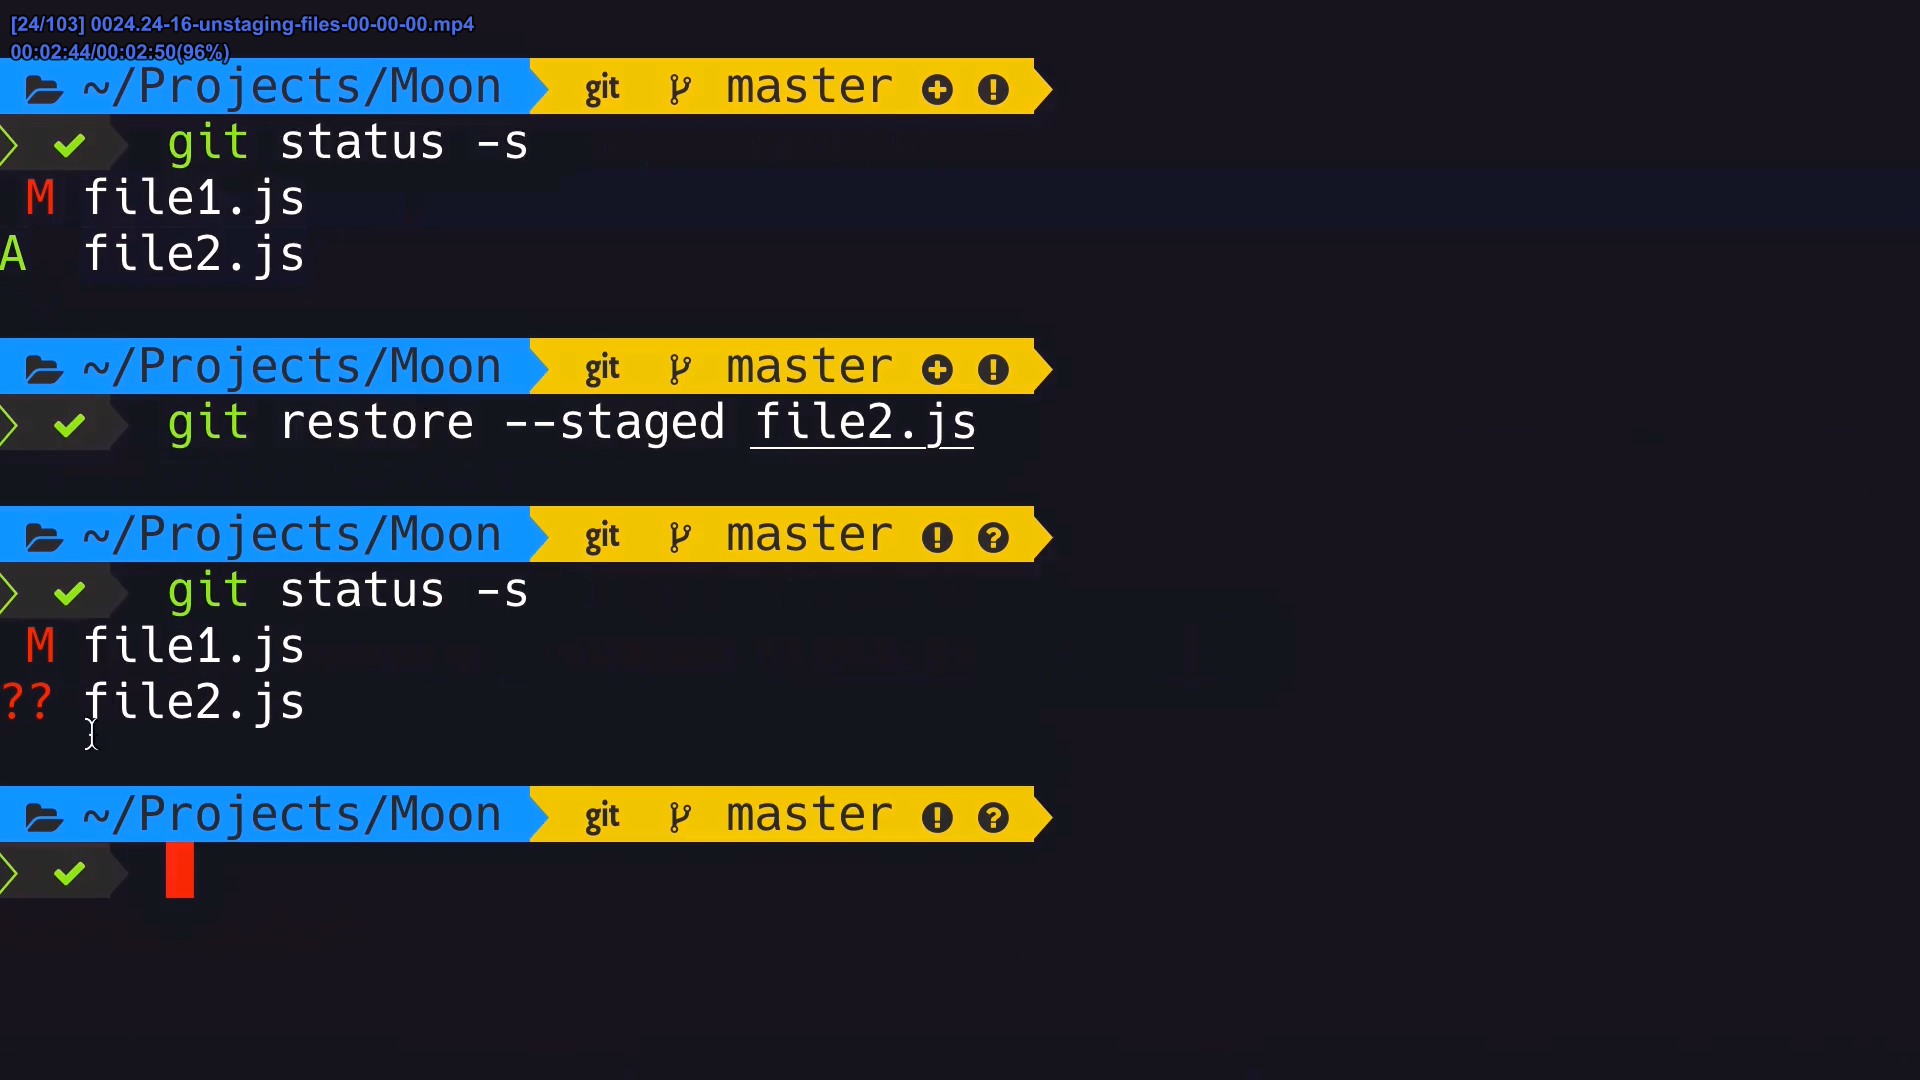 [24/103] 0024.24-16-unstaging-files-00-00-00.mp4
00:02:44/00:02:50(96%)
~/Projects/Moon git master
git status -s
M file1.js
A file2.js
~/Projects/Moon git master
git restore --staged file2.js
~/Projects/Moon git master
git status -s
M file1.js
?? file2.js
~/Projects/Moon git master